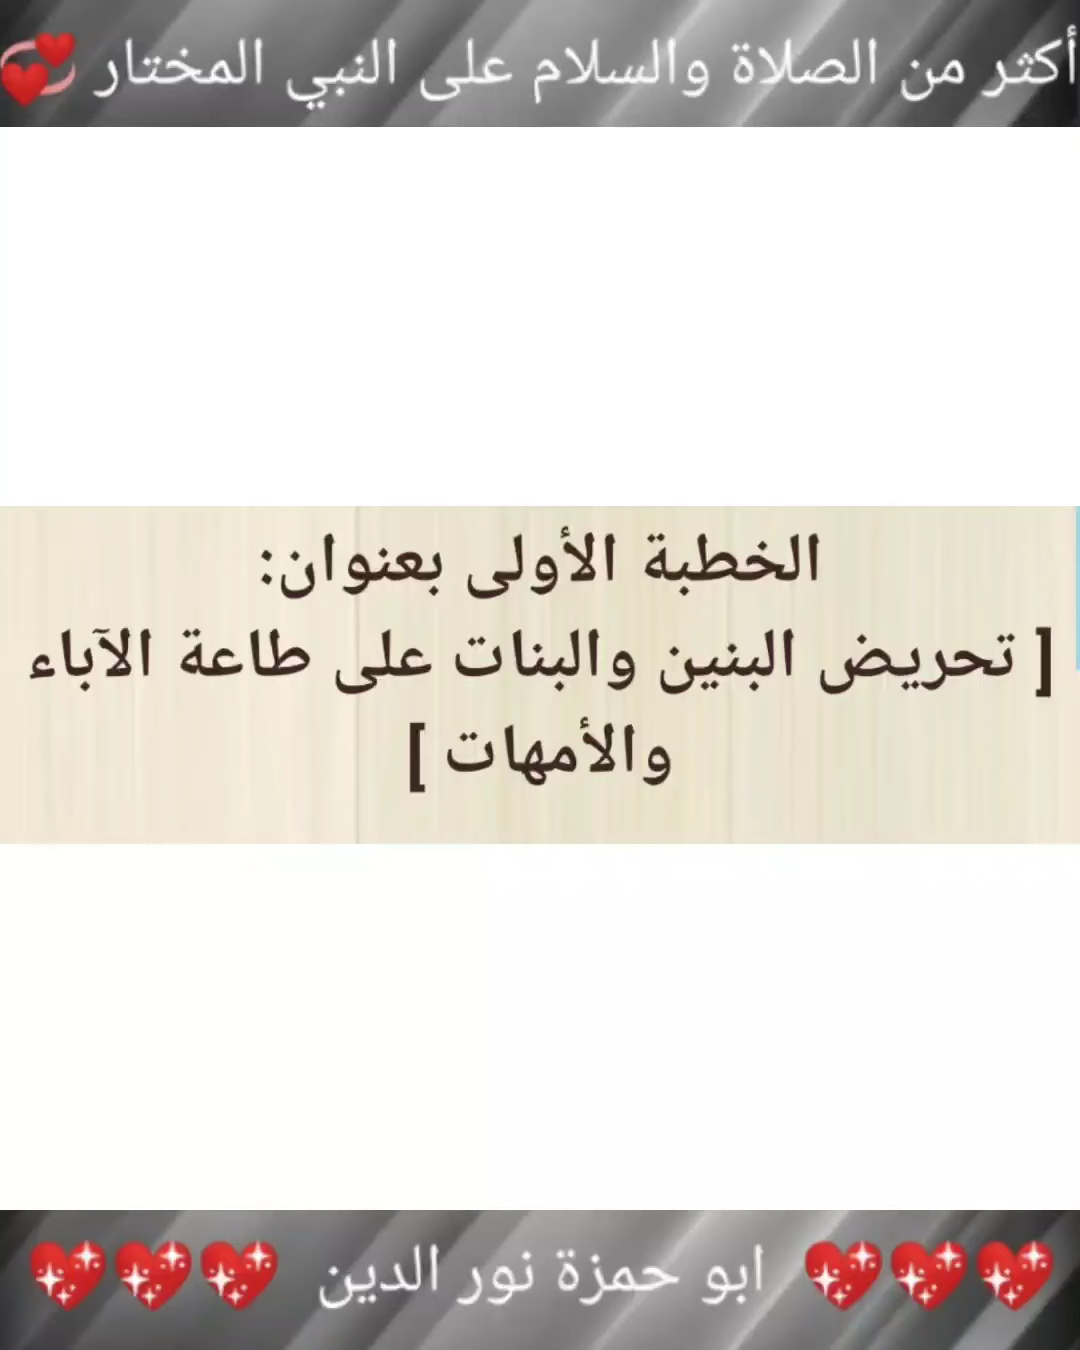 أكثر من الصلاة والسلام على النبي المختار 💞
الخطبة الأولى بعنوان:
[ تحريض البنين والبنات على طاعة الآباء
والأمهات ]
💖💖💖 ابو حمزة نور الدين 💖💖💖